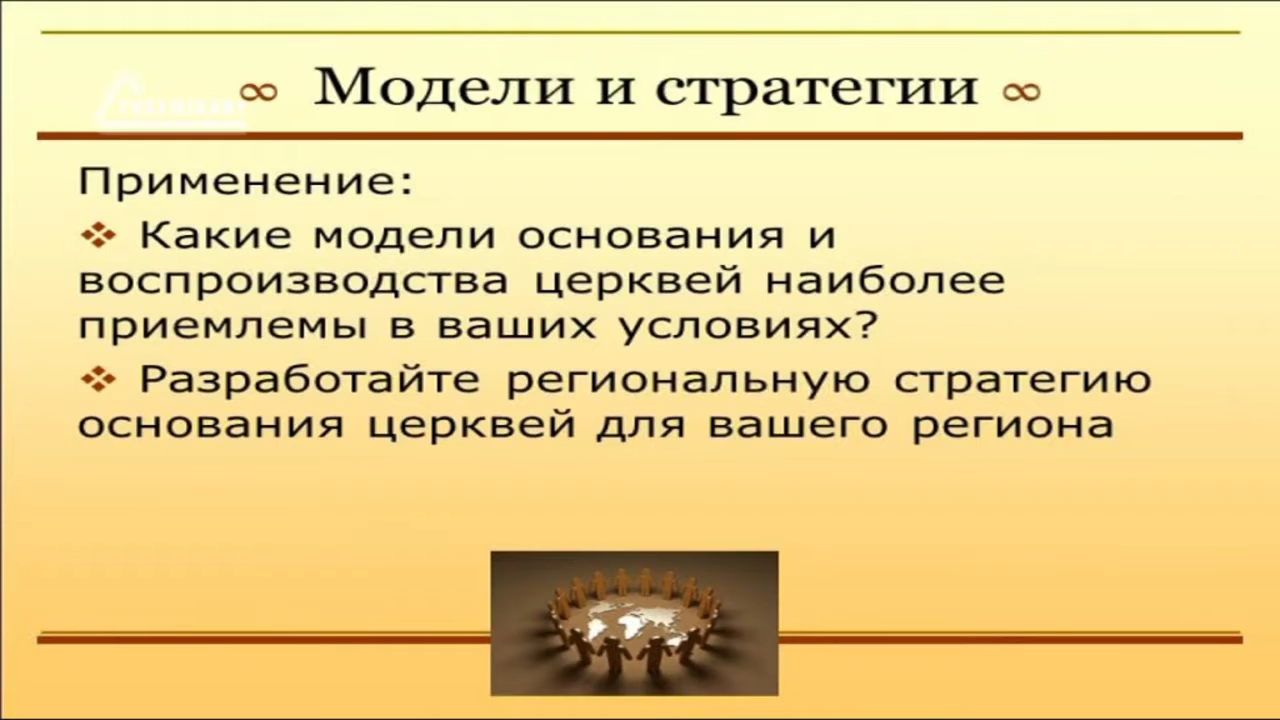 ∞ Модели и стратегии ∞
Применение:
❖ Какие модели основания и
воспроизводства церквей наиболее
приемлемы в ваших условиях?
❖ Разработайте региональную стратегию
основания церквей для вашего региона